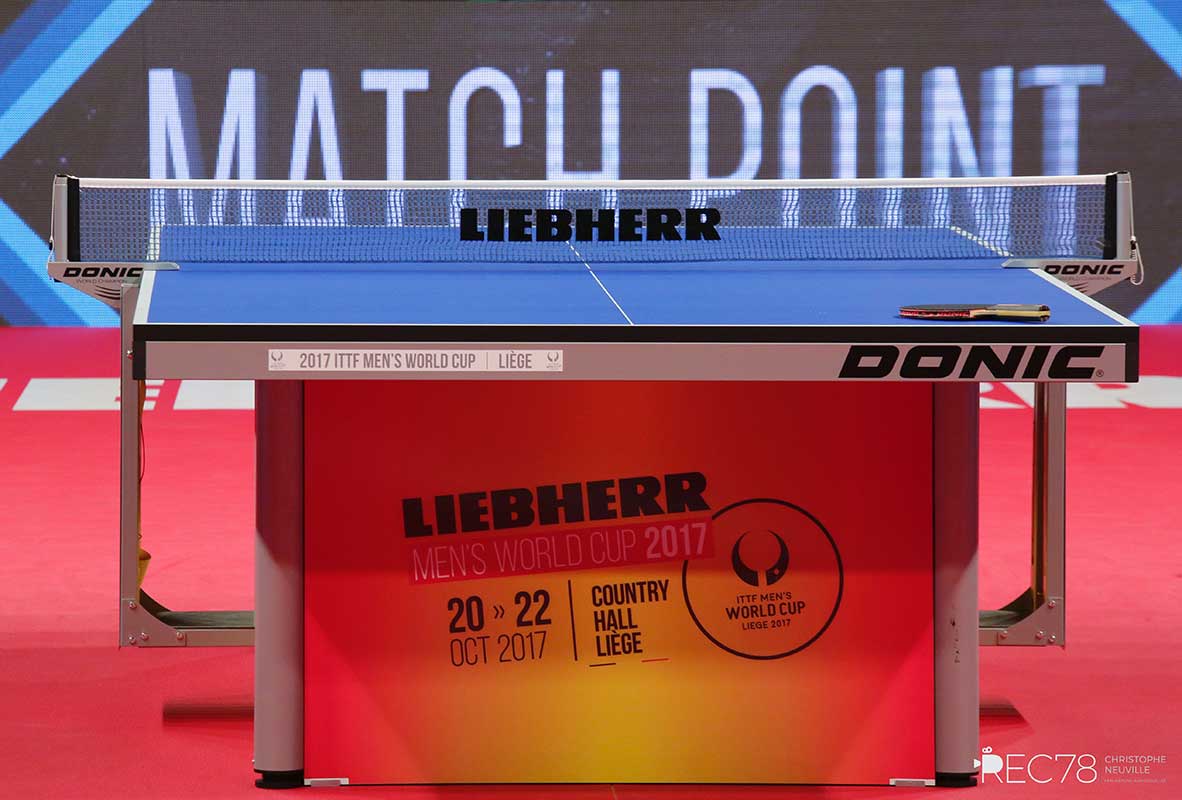 MATCH POINT
LIEBHERR
DONIC
DONIC
2017 ITTF MEN'S WORLD CUP | LIÈGE
DONIC®
LIEBHERR
MEN'S WORLD CUP 2017
20 » 22
OCT 2017
COUNTRY
HALL
LIÈGE
ITTF MEN'S
WORLD CUP
LIEGE 2017
REC78
CHRISTOPHE
NEUVILLE